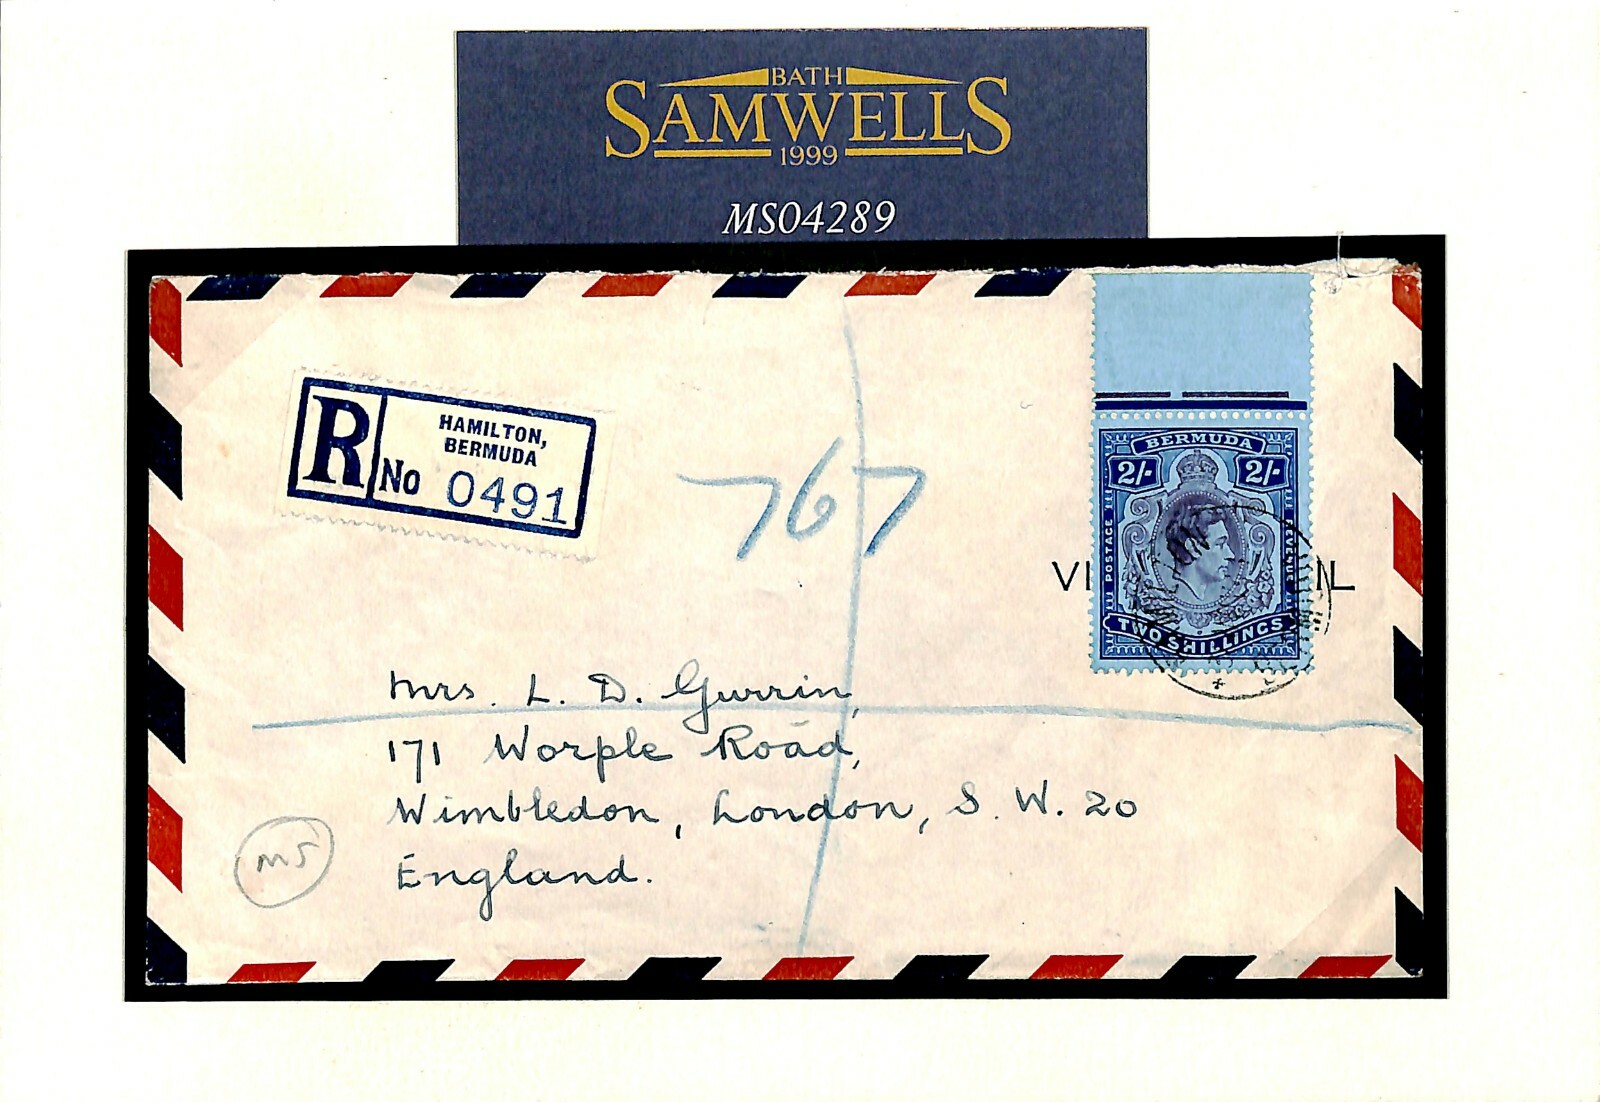 BATH
SAMWELLS
1999
MS04289
R
HAMILTON,
BERMUDA
No 0491
767
BERMUDA
2/- 2/-
POSTAGE
TWO SHILLINGS
Mrs. L. D. Gurrin,
171 Worple Road,
Wimbledon, London, S. W. 20
England.
MS